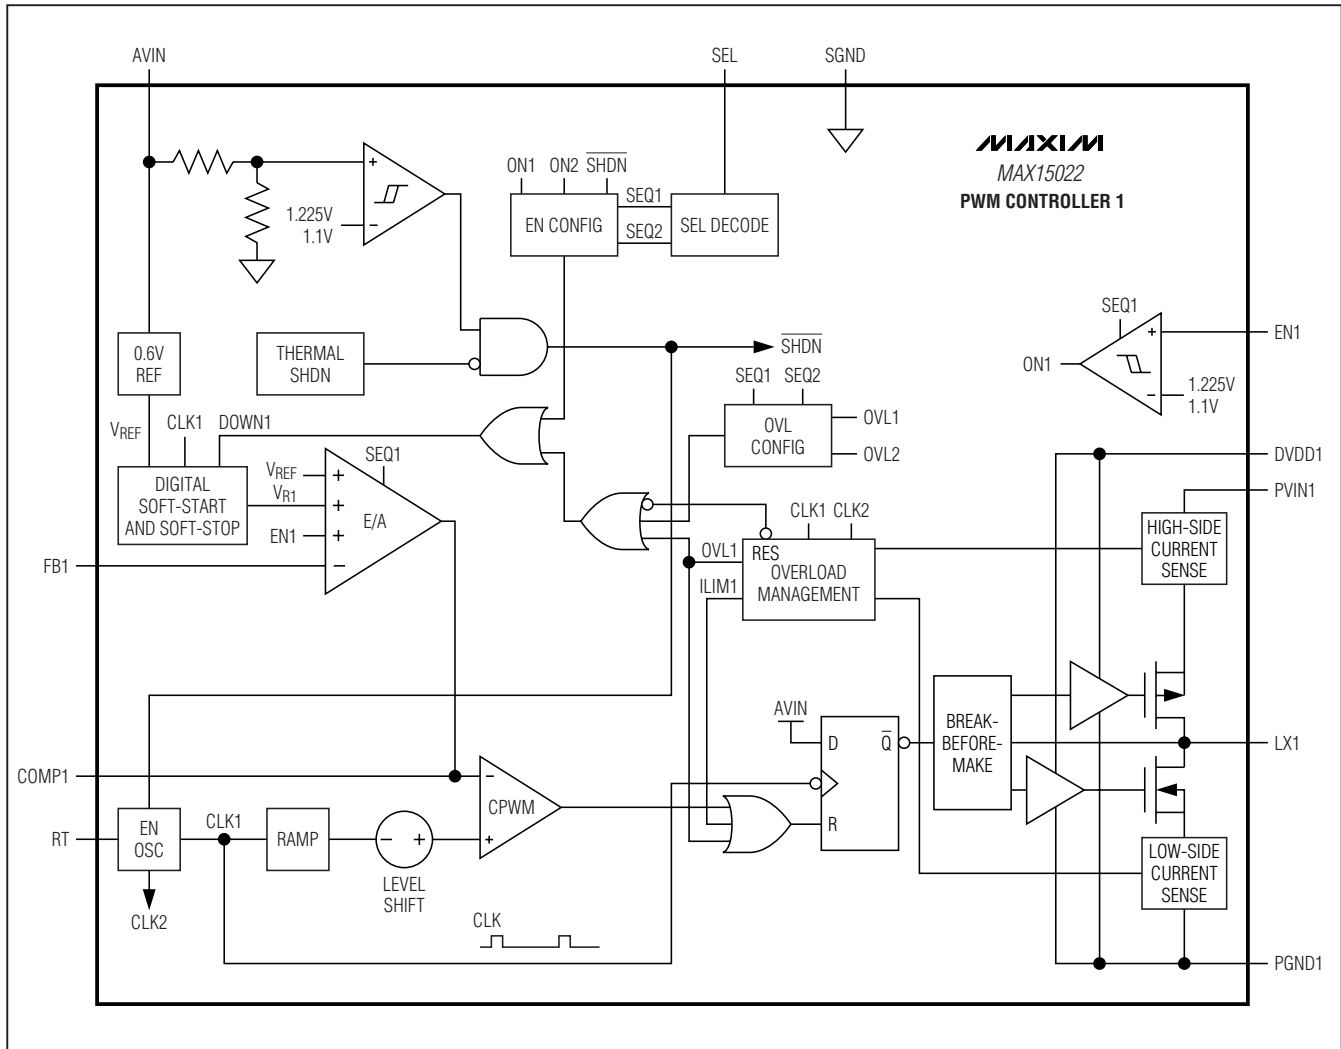 AVIN
SEL
SGND
MAXIM
MAX15022
PWM CONTROLLER 1
ON1
ON2
SHDN
SEQ1
SEQ2
EN CONFIG
SEL DECODE
+
1.225V
1.1V
−
0.6V
REF
THERMAL
SHDN
SHDN
SEQ1
+
EN1
ON1
−
1.225V
1.1V
SEQ1
SEQ2
OVL
CONFIG
OVL1
OVL2
VREF
CLK1
DOWN1
DIGITAL
SOFT-START
AND SOFT-STOP
SEQ1
VREF
+
VR1
+
E/A
EN1
+
−
FB1
DVDD1
PVIN1
HIGH-SIDE
CURRENT
SENSE
CLK1
CLK2
OVL1
RES
OVERLOAD
MANAGEMENT
ILIM1
AVIN
D
Q
R
BREAK-
BEFORE-
MAKE
LX1
COMP1
−
CPWM
+
RT
EN
OSC
CLK1
RAMP
−
+
LEVEL
SHIFT
CLK2
CLK
LOW-SIDE
CURRENT
SENSE
PGND1